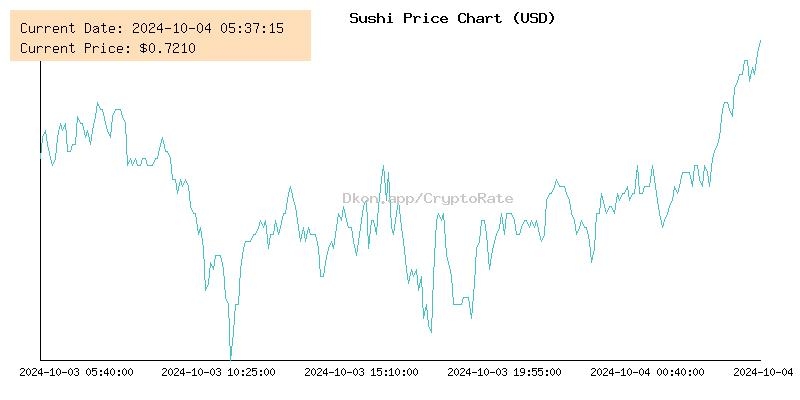 Sushi Price Chart (USD)
Current Date: 2024-10-04 05:37:15
Current Price: $0.7210
Dkon.app/CryptoRate
2024-10-03 05:40:00 2024-10-03 10:25:00 2024-10-03 15:10:00 2024-10-03 19:55:00 2024-10-04 00:40:00 2024-10-04